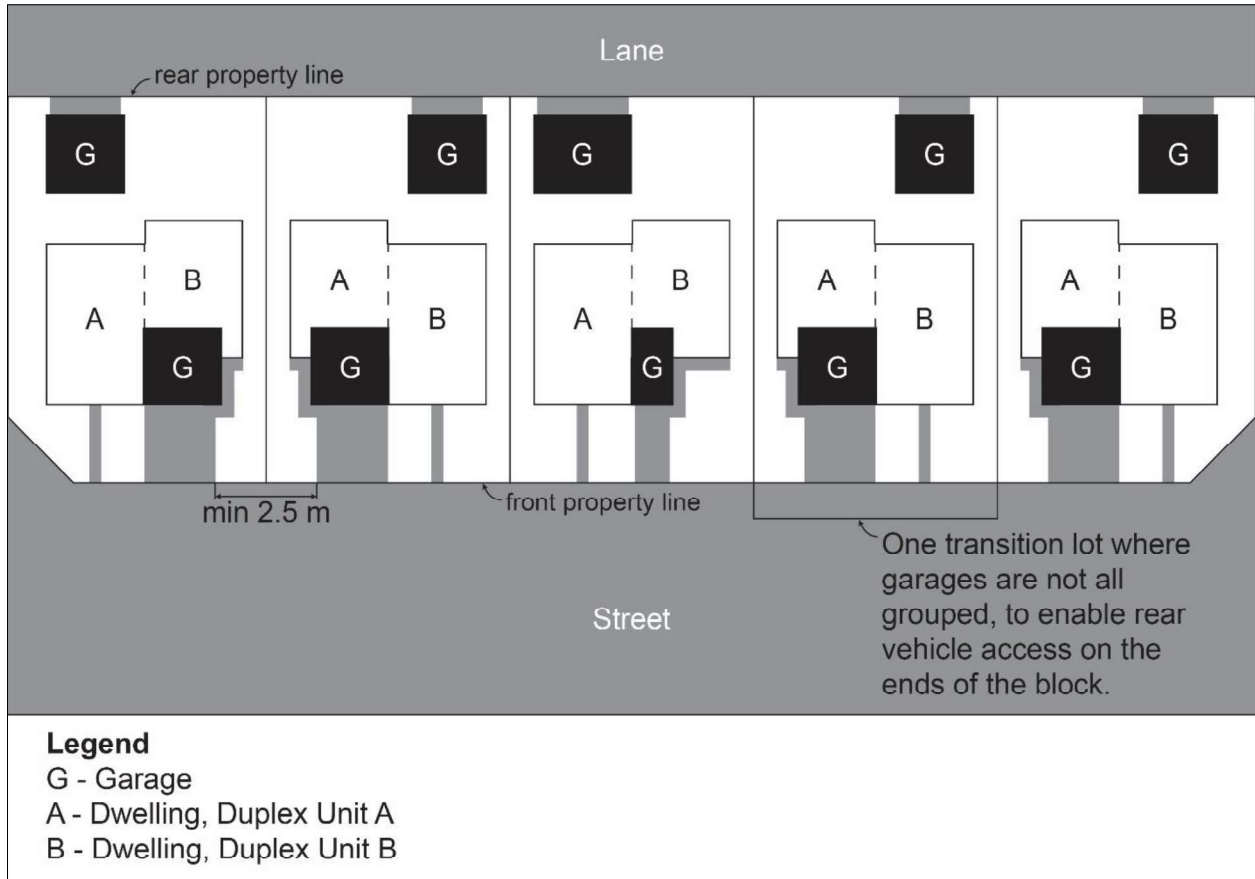 Lane
rear property line
G
G
G
G
G
A
B
A
B
A
B
A
B
A
B
G
G
G
G
G
min 2.5 m
front property line
One transition lot where
garages are not all
grouped, to enable rear
vehicle access on the
ends of the block.
Street
Legend
G - Garage
A - Dwelling, Duplex Unit A
B - Dwelling, Duplex Unit B